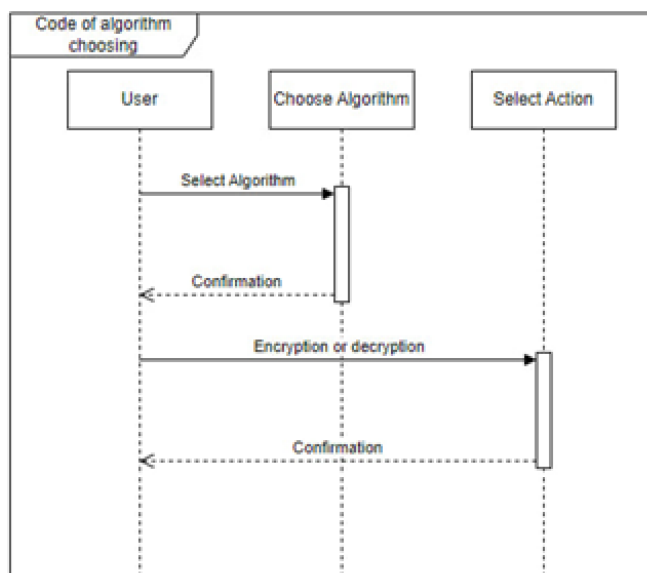 Code of algorithm
choosing
User
Choose Algorithm
Select Action
Select Algorithm
Confirmation
Encryption or decryption
Confirmation